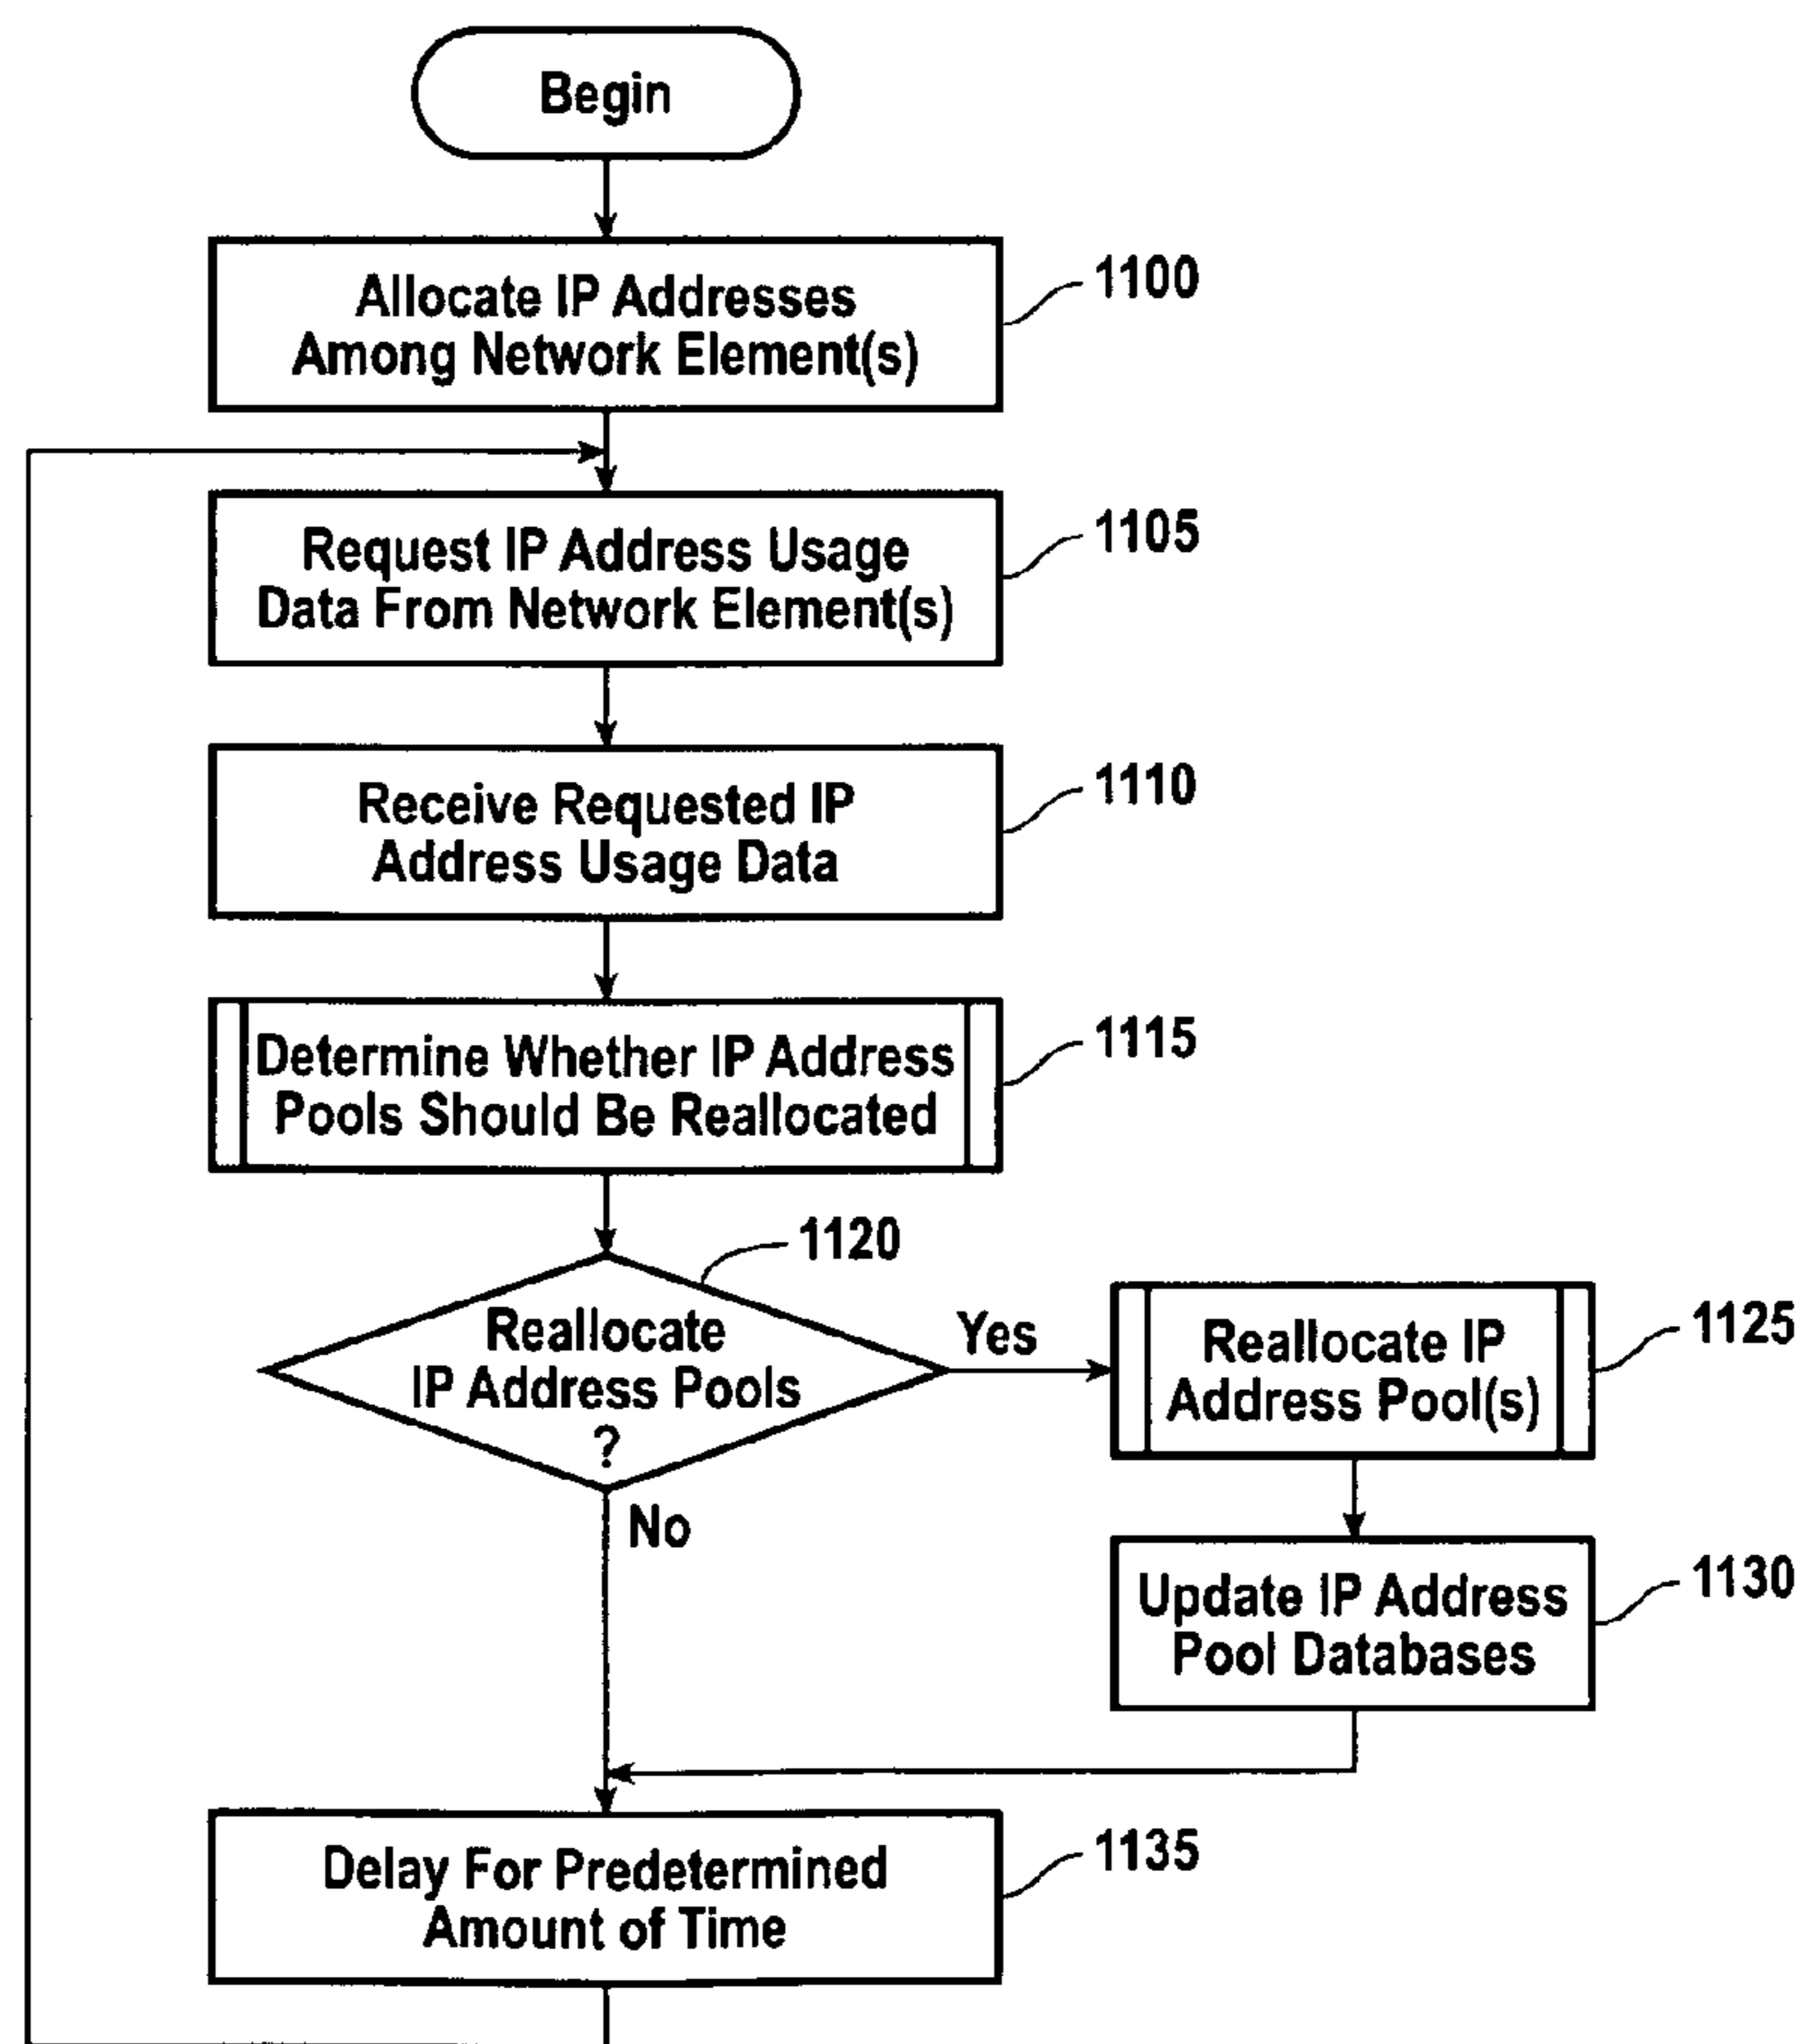 Begin
Allocate IP Addresses
Among Network Element(s)
1100
Request IP Address Usage
Data From Network Element(s)
1105
Receive Requested IP
Address Usage Data
1110
Determine Whether IP Address
Pools Should Be Reallocated
1115
1120
Reallocate
IP Address Pools
?
Yes
No
Reallocate IP
Address Pool(s)
1125
Update IP Address
Pool Databases
1130
Delay For Predetermined
Amount of Time
1135